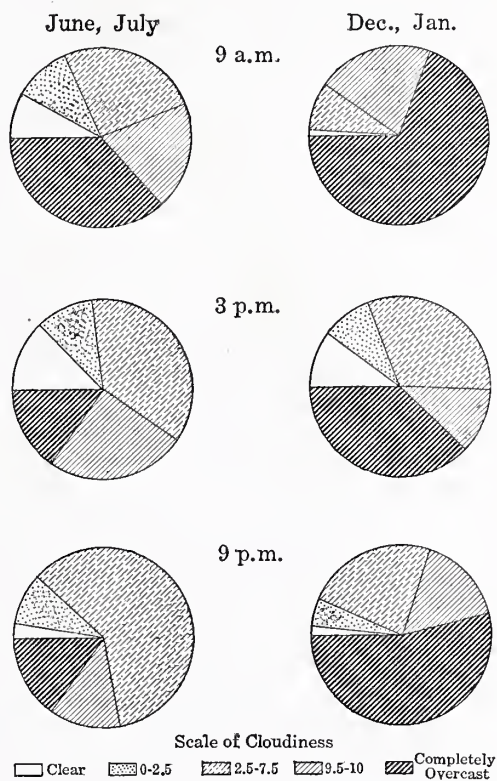 June, July Dec., Jan.
9 a.m.
3 p.m.
9 p.m.
Scale of Cloudiness
Clear 0-2.5 2.5-7.5 9.5-10 Completely Overcast